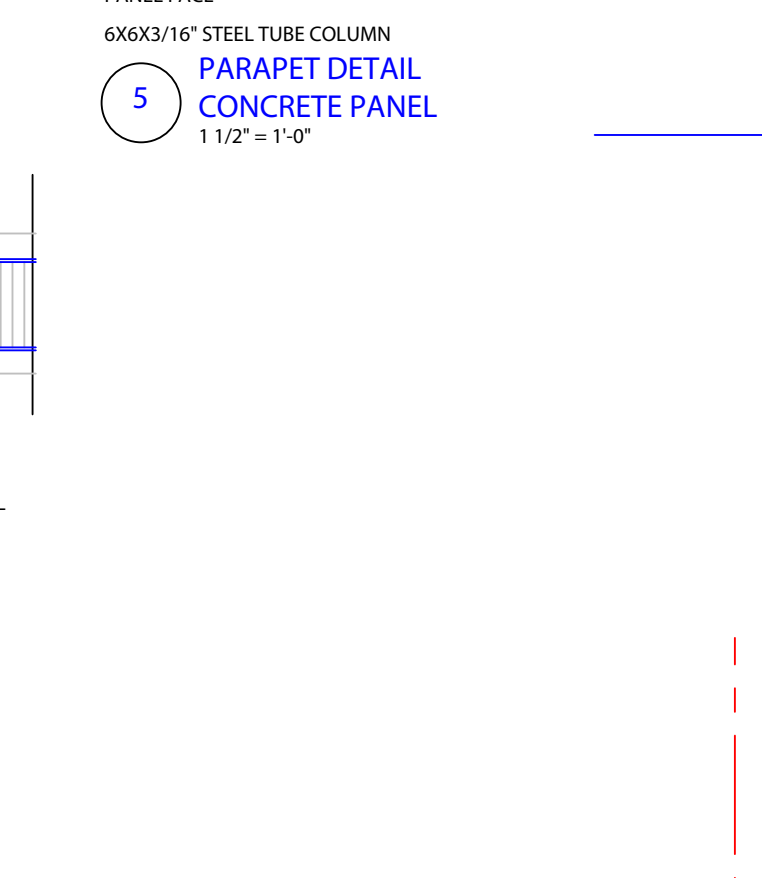 6X6X3/16" STEEL TUBE COLUMN
5
PARAPET DETAIL
CONCRETE PANEL
1 1/2" = 1'-0"